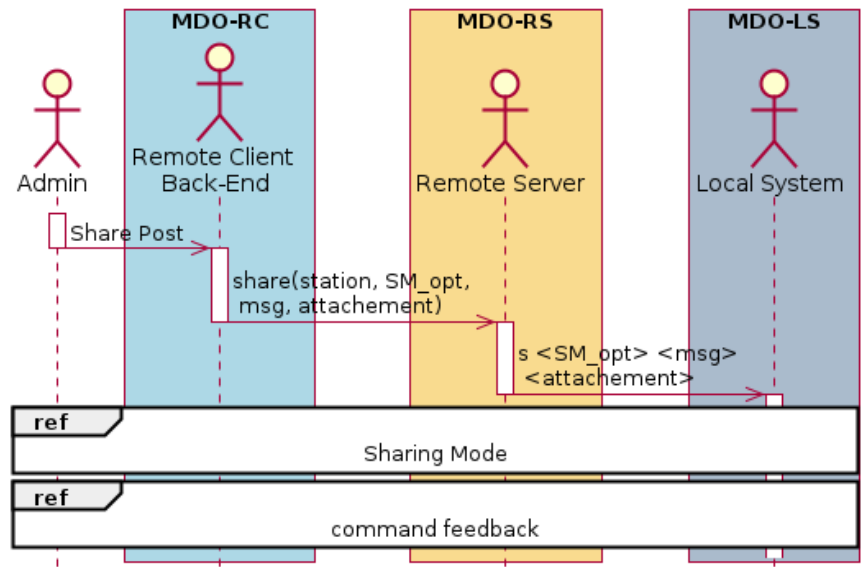 MDO-RC
MDO-RS
MDO-LS
Admin
Remote Client
Back-End
Remote Server
Local System
Share Post
share(station, SM_opt,
msg, attachement)
s <SM_opt> <msg>
<attachement>
ref
Sharing Mode
ref
command feedback